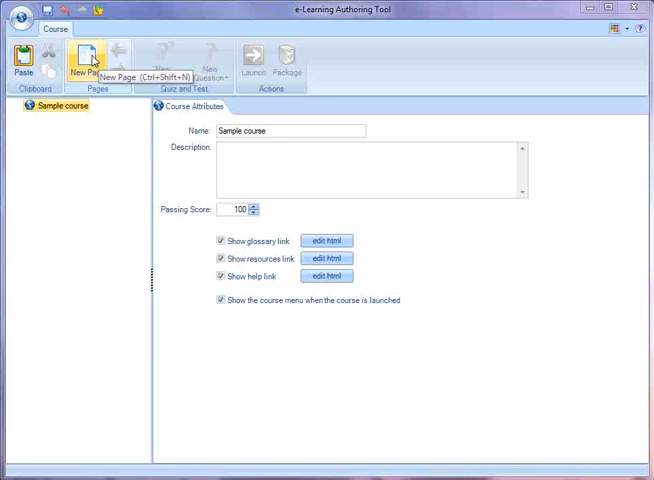 e-Learning Authoring Tool
Course
Paste
New Pag
New
New
Question
Launch
Package
New Page: (Ctrl+Shift+N)
Clipboard
Pages
Quiz and Test
Actions
Sample course
Course Attributes
Name: Sample course
Description:
Passing Score: 100
Show glossary link edit html
Show resources link edit html
Show help link edit html
Show the course menu when the course is launched